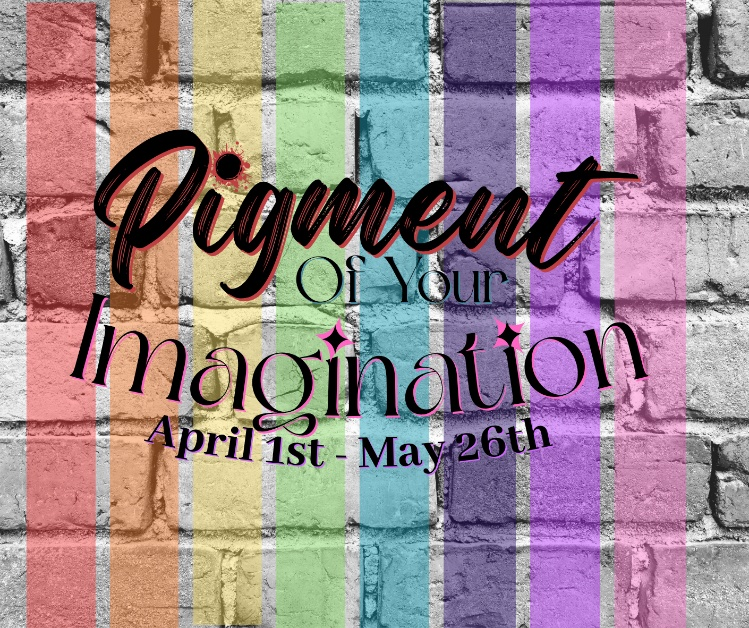 Pigment
Of Your
Imagination
April 1st - May 26th